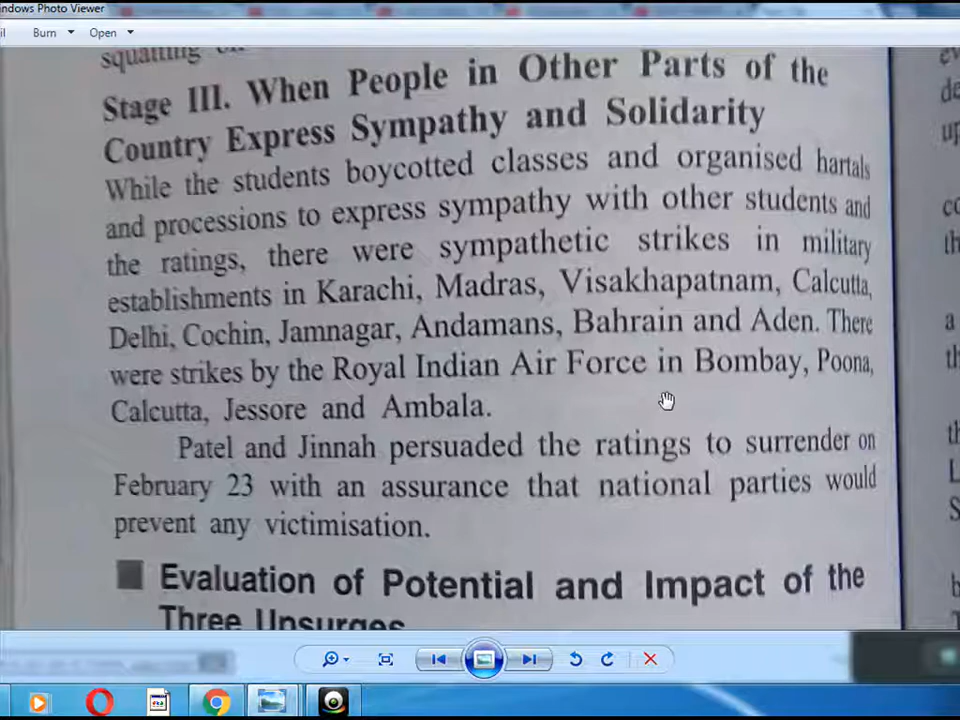 ndows Photo Viewer
il Burn Open
squatting
Stage III. When People in Other Parts of the
Country Express Sympathy and Solidarity
While the students boycotted classes and organised hartals
and processions to express sympathy with other students and
the ratings, there were sympathetic strikes in military
establishments in Karachi, Madras, Visakhapatnam, Calcutta,
Delhi, Cochin, Jamnagar, Andamans, Bahrain and Aden. There
were strikes by the Royal Indian Air Force in Bombay, Poona,
Calcutta, Jessore and Ambala.
Patel and Jinnah persuaded the ratings to surrender on
February 23 with an assurance that national parties would
prevent any victimisation.
Evaluation of Potential and Impact of the
Three Upsurges